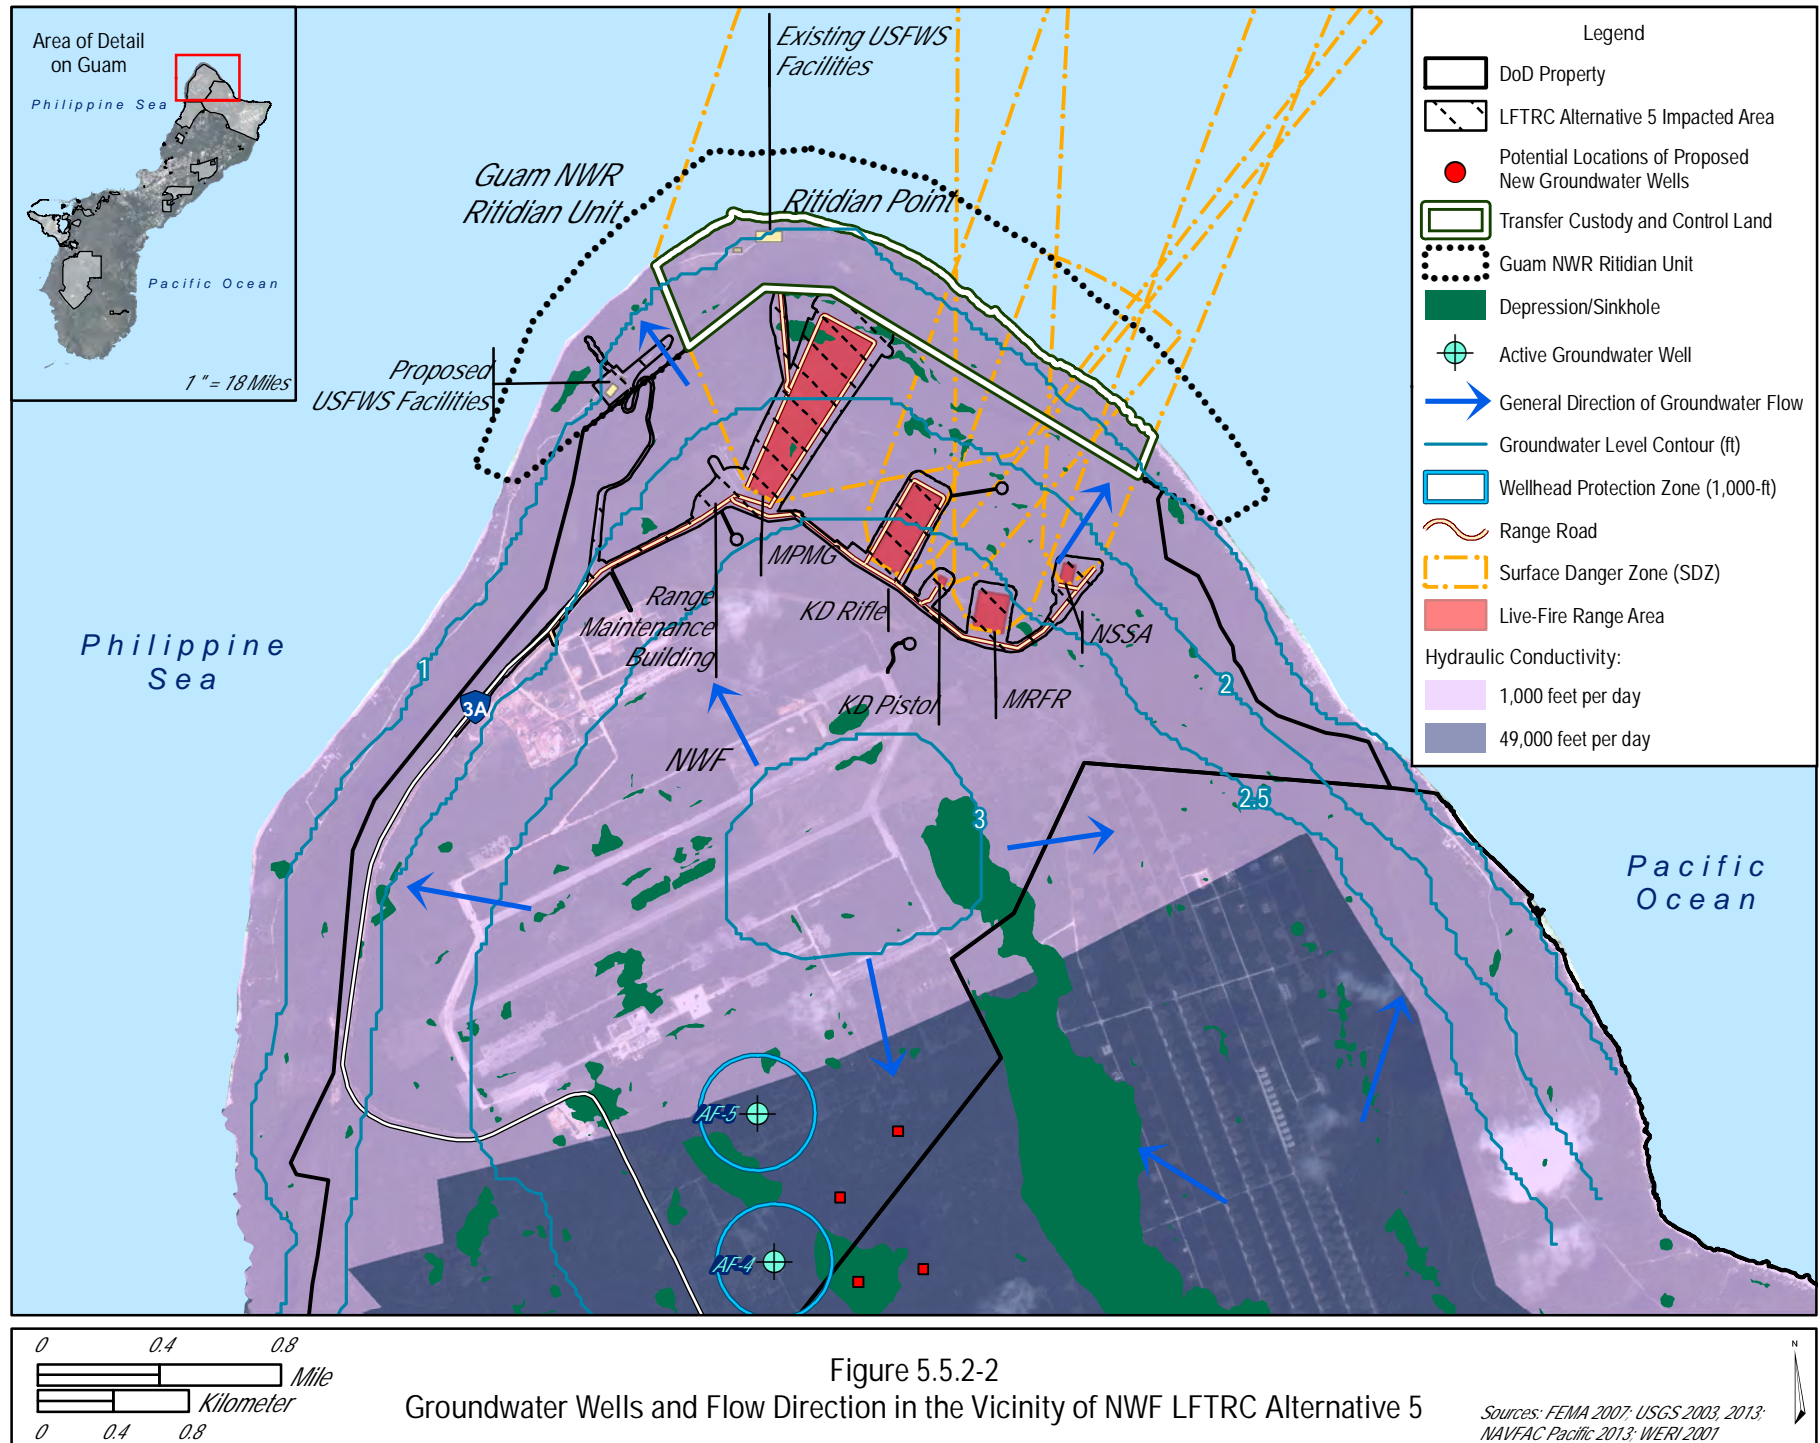 Area of Detail
on Guam
Philippine Sea
Pacific Ocean
1 " = 18 Miles
Existing USFWS
Facilities
Guam NWR
Ritidian Unit
Ritidian Point
Proposed
USFWS Facilities
MPMG
Range
Maintenance
Building
KD Rifle
KD Pistol
MRFR
NSSA
Philippine
Sea
1
2
3A
NWF
2.5
3
Pacific
Ocean
AF-5
AF-4
Legend
DoD Property
LFTRC Alternative 5 Impacted Area
Potential Locations of Proposed
New Groundwater Wells
Transfer Custody and Control Land
Guam NWR Ritidian Unit
Depression/Sinkhole
Active Groundwater Well
General Direction of Groundwater Flow
Groundwater Level Contour (ft)
Wellhead Protection Zone (1,000-ft)
Range Road
Surface Danger Zone (SDZ)
Live-Fire Range Area
Hydraulic Conductivity:
1,000 feet per day
49,000 feet per day
0 0.4 0.8
Mile
Kilometer
0 0.4 0.8
Figure 5.5.2-2
Groundwater Wells and Flow Direction in the Vicinity of NWF LFTRC Alternative 5
Sources: FEMA 2007; USGS 2003, 2013;
NAVFAC Pacific 2013; WERI 2001
N